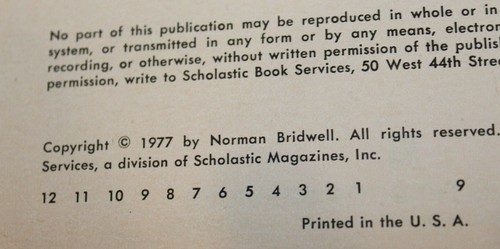 No part of this publication may be reproduced in whole or in
system, or transmitted in any form or by any means, electron
recording, or otherwise, without written permission of the publis
permission, write to Scholastic Book Services, 50 West 44th Stre
Copyright © 1977 by Norman Bridwell. All rights reserved.
Services, a division of Scholastic Magazines, Inc.
12 11 10 9 8 7 6 5 4 3 2 1 9
Printed in the U. S. A.